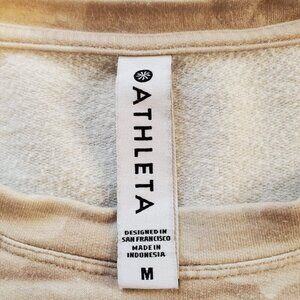 ATHLETA
DESIGNED IN
SAN FRANCISCO
MADE IN
INDONESIA
M